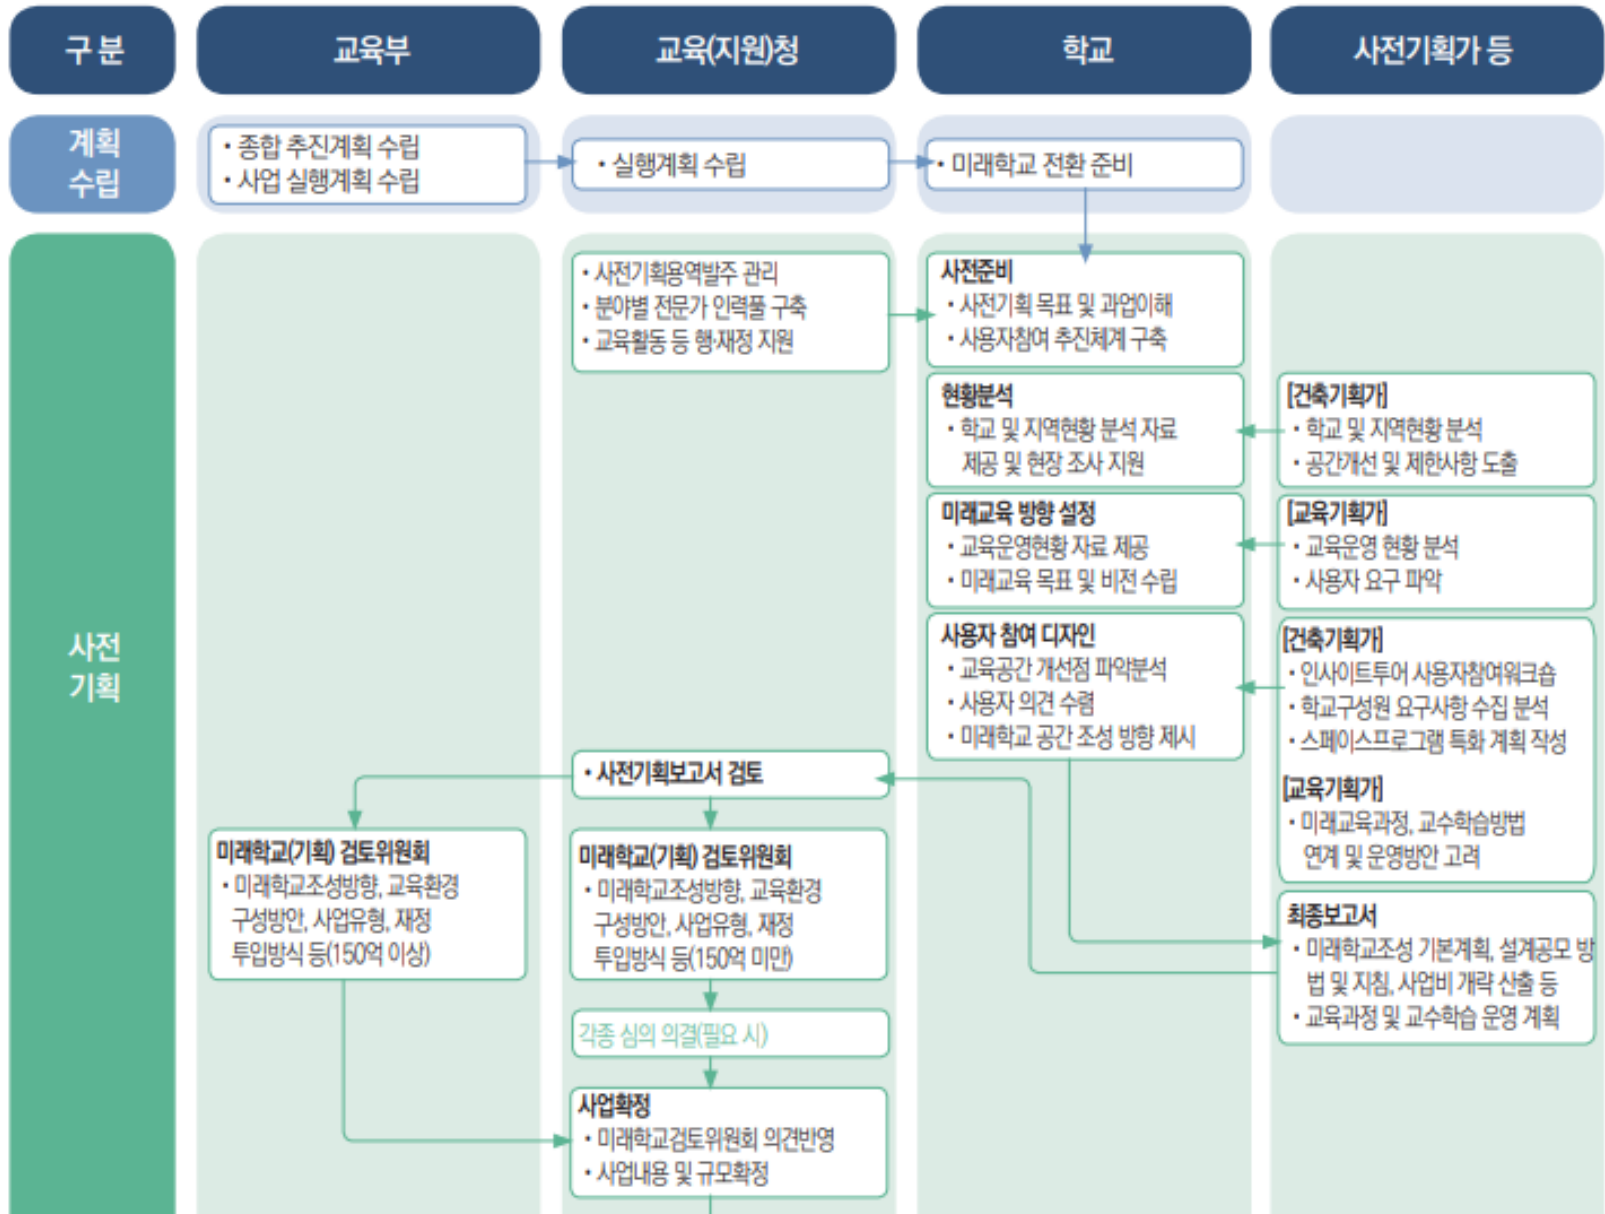 구 분
교육부
교육(지원)청
학교
사전기획가 등
계획
수립
• 종합 추진계획 수립
• 사업 실행계획 수립
• 실행계획 수립
• 미래학교 전환 준비
사전
기획
• 사전기획용역발주 관리
• 분야별 전문가 인력풀 구축
• 교육활동 등 행·재정 지원
사전준비
• 사전기획 목표 및 과업이해
• 사용자참여 추진체계 구축
현황분석
• 학교 및 지역현황 분석 자료
제공 및 현장 조사 지원
[건축기획가]
• 학교 및 지역현황 분석
• 공간개선 및 제한사항 도출
미래교육 방향 설정
• 교육운영현황 자료 제공
• 미래교육 목표 및 비전 수립
[교육기획가]
• 교육운영 현황 분석
• 사용자 요구 파악
사용자 참여 디자인
• 교육공간 개선점 파악분석
• 사용자 의견 수렴
• 미래학교 공간 조성 방향 제시
[건축기획가]
• 인사이트투어 사용자참여워크숍
• 학교구성원 요구사항 수집 분석
• 스페이스프로그램 특화 계획 작성
[교육기획가]
• 미래교육과정, 교수학습방법
연계 및 운영방안 고려
• 사전기획보고서 검토
미래학교(기획) 검토위원회
• 미래학교조성방향, 교육환경
구성방안, 사업유형, 재정
투입방식 등(150억 이상)
미래학교(기획) 검토위원회
• 미래학교조성방향, 교육환경
구성방안, 사업유형, 재정
투입방식 등(150억 미만)
최종보고서
• 미래학교조성 기본계획, 설계공모 방
법 및 지침, 사업비 개략 산출 등
• 교육과정 및 교수학습 운영 계획
각종 심의 의결(필요 시)
사업확정
• 미래학교검토위원회 의견반영
• 사업내용 및 규모확정